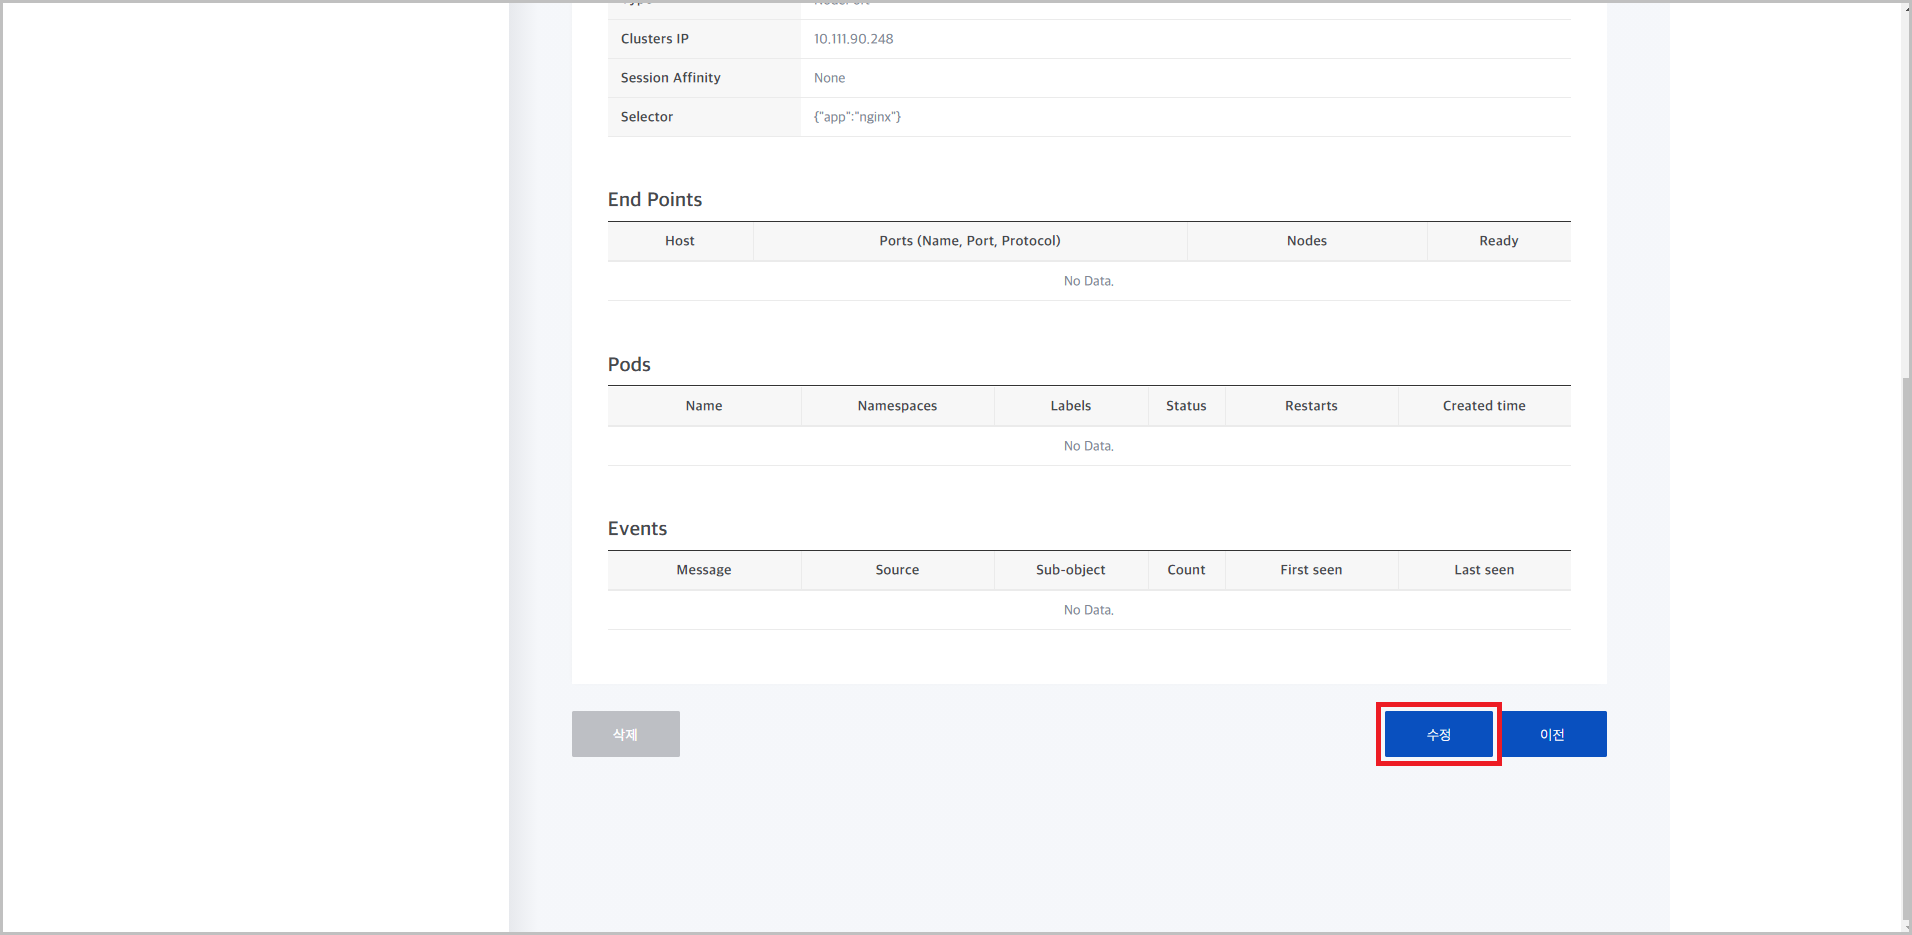 Clusters IP 10.111.90.248
Session Affinity None
Selector {"app":"nginx"}
End Points
Host Ports (Name, Port, Protocol) Nodes Ready
No Data.
Pods
Name Namespaces Labels Status Restarts Created time
No Data.
Events
Message Source Sub-object Count First seen Last seen
No Data.
삭제 수정 이전